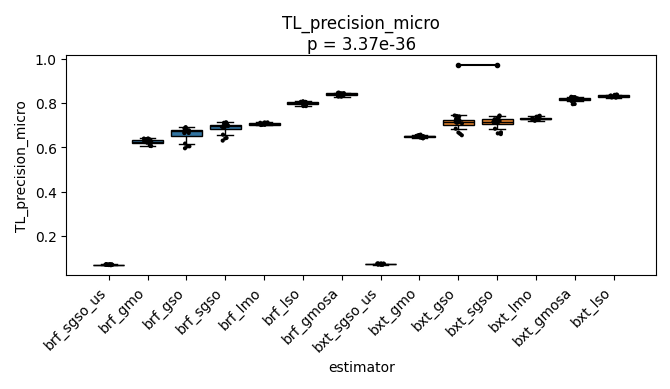 TL_precision_micro
p = 3.37e-36
TL_precision_micro
1.0
0.8
0.6
0.4
0.2
brf_sgso_us
brf_gmo
brf_gso
brf_sgso
brf_lmo
brf_lso
brf_gmosa
bxt_sgso_us
bxt_gmo
bxt_gso
bxt_sgso
bxt_lmo
bxt_gmosa
bxt_lso
estimator